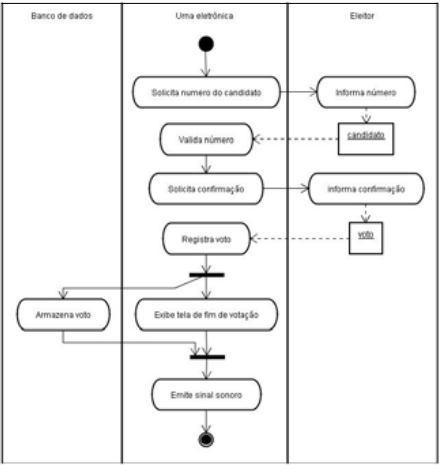 Banco de dados
Urna eletrônica
Eleitor
Solicita numero do candidato
Informa número
candidato
Valida número
Solicita confirmação
informa confirmação
voto
Registra voto
Armazena voto
Exibe tela de fim de votação
Emite sinal sonoro